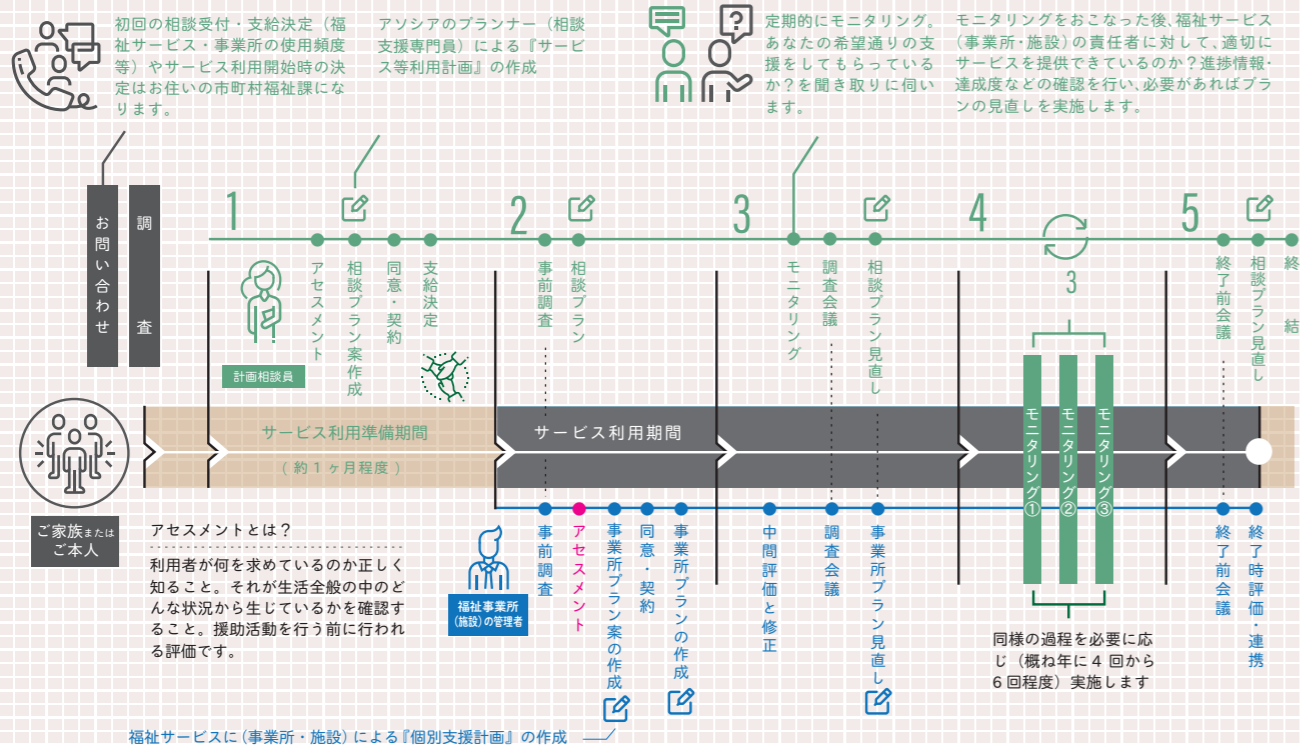 初回の相談受付・支給決定（福
祉サービス・事業所の使用頻度
等）やサービス利用開始時の決
定はお住いの市町村福祉課にな
ります。
アソシアのプランナー（相談
支援専門員）による『サービ
ス等利用計画』の作成
定期的にモニタリング。
あなたの希望通りの支
援をしてもらっている
か？を聞き取りに伺い
ます。
モニタリングをおこなった後、福祉サービス
（事業所・施設）の責任者に対して、適切に
サービスを提供できているのか？進捗情報・
達成度などの確認を行い、必要があればプラ
ンの見直しを実施します。
お問い合わせ
調査
1
アセスメント
相談プラン案作成
同意・契約
支給決定
計画相談員
2
事前調査
相談プラン
3
モニタリング
調査会議
相談プラン見直し
4
3
5
終了前会議
相談プラン見直し
終結
サービス利用準備期間
（約１ヶ月程度）
サービス利用期間
モニタリング①
モニタリング②
モニタリング③
ご家族または
ご本人
アセスメントとは？
利用者が何を求めているのか正しく
知ること。それが生活全般の中のど
んな状況から生じているかを確認す
ること。援助活動を行う前に行われ
る評価です。
福祉事業所
（施設）の管理者
事前調査
アセスメント
事業所プラン案の作成
同意・契約
事業所プランの作成
中間評価と修正
調査会議
事業所プラン見直し
同様の過程を必要に応
じ（概ね年に４回から
６回程度）実施します
終了前会議
終了時評価・連携
福祉サービスに（事業所・施設）による『個別支援計画』の作成